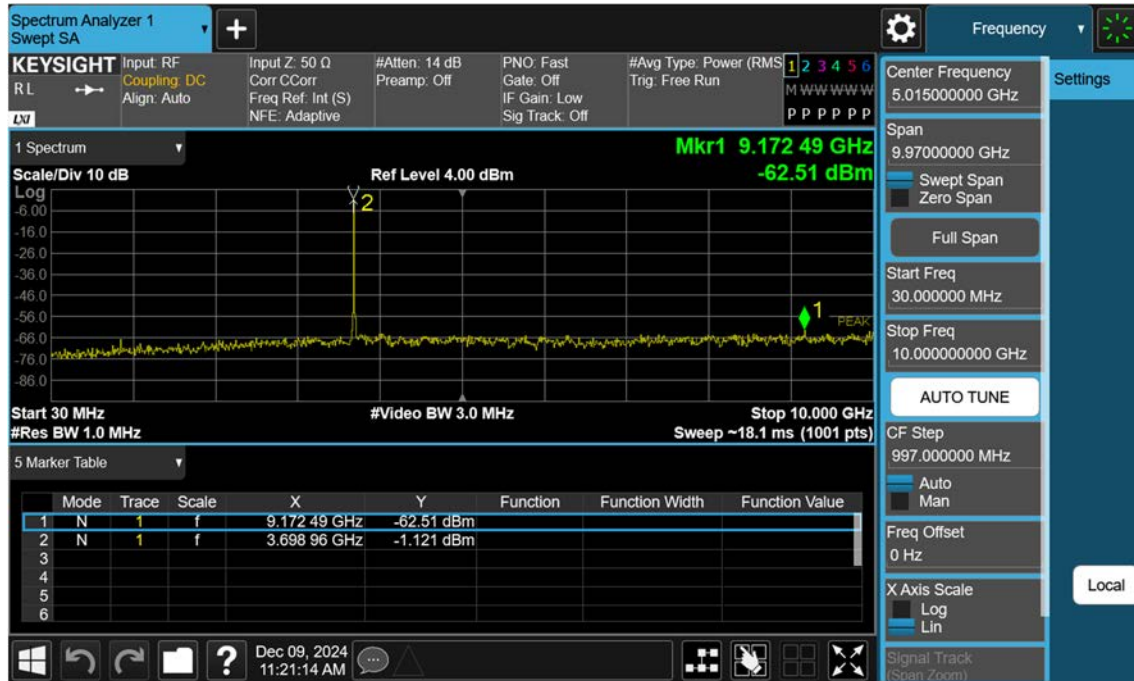 Spectrum Analyzer 1
Swept SA
Frequency
KEYSIGHT
RL
LXI
Input: RF
Coupling: DC
Align: Auto
Input Z: 50 Ω
Corr CCorr
Freq Ref: Int (S)
NFE: Adaptive
#Atten: 14 dB
Preamp: Off
PNO: Fast
Gate: Off
IF Gain: Low
Sig Track: Off
#Avg Type: Power (RMS
Trig: Free Run
1 2 3 4 5 6
M W W W W W
P P P P P P
1 Spectrum
Scale/Div 10 dB
Ref Level 4.00 dBm
Mkr1 9.172 49 GHz
-62.51 dBm
Log
-6.00
-16.0
-26.0
-36.0
-46.0
-56.0
-66.0
-76.0
-86.0
2
1
PEAK
Start 30 MHz
#Video BW 3.0 MHz
Stop 10.000 GHz
#Res BW 1.0 MHz
Sweep ~18.1 ms (1001 pts)
5 Marker Table
Mode Trace Scale X Y Function Function Width Function Value
1 N 1 f 9.172 49 GHz -62.51 dBm
2 N 1 f 3.698 96 GHz -1.121 dBm
3
4
5
6
Dec 09, 2024
11:21:14 AM
Center Frequency
5.015000000 GHz
Span
9.97000000 GHz
Swept Span
Zero Span
Full Span
Start Freq
30.000000 MHz
Stop Freq
10.000000000 GHz
AUTO TUNE
CF Step
997.000000 MHz
Auto
Man
Freq Offset
0 Hz
X Axis Scale
Log
Lin
Signal Track
(Span Zoom)
Settings
Local